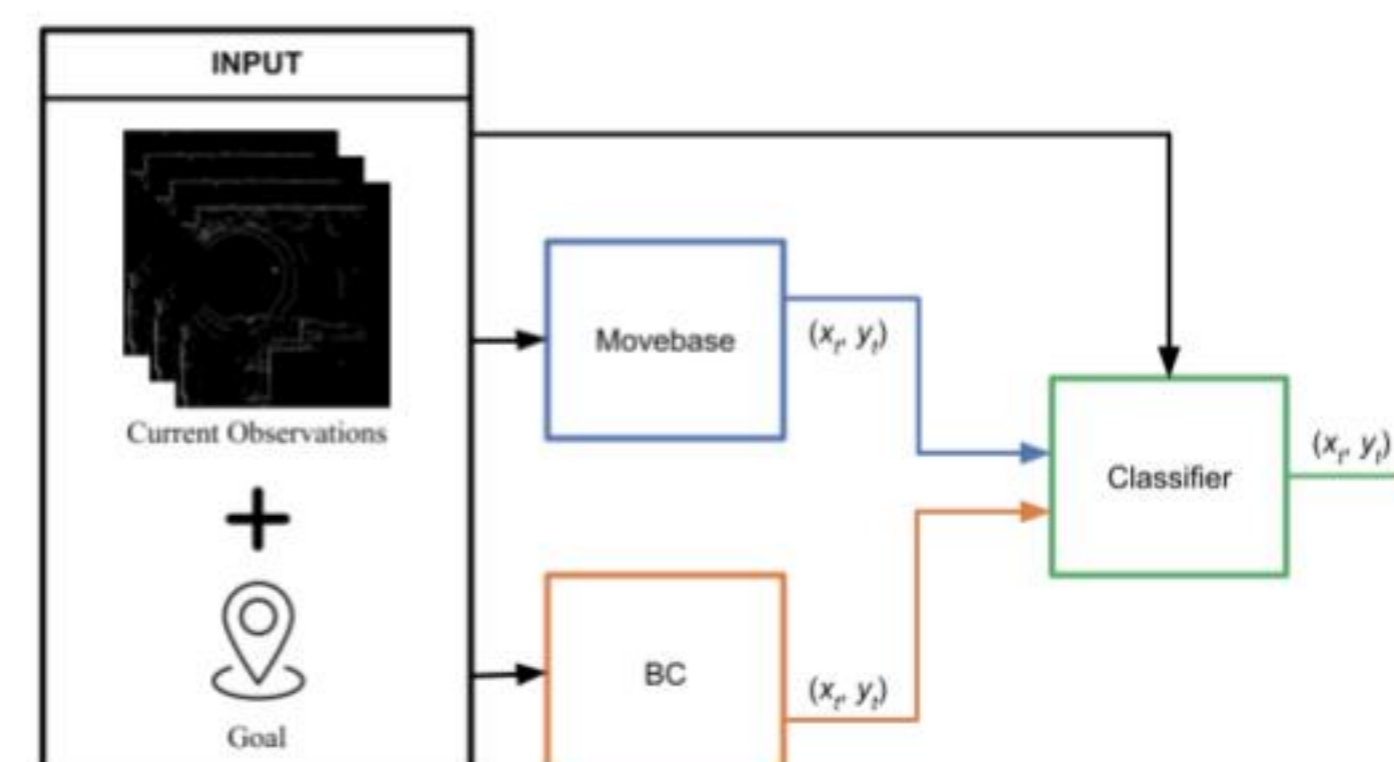 INPUT
Current Observations
+
Goal
Movebase
(x_t, y_t)
BC
(x_t, y_t)
Classifier
(x_t, y_t)